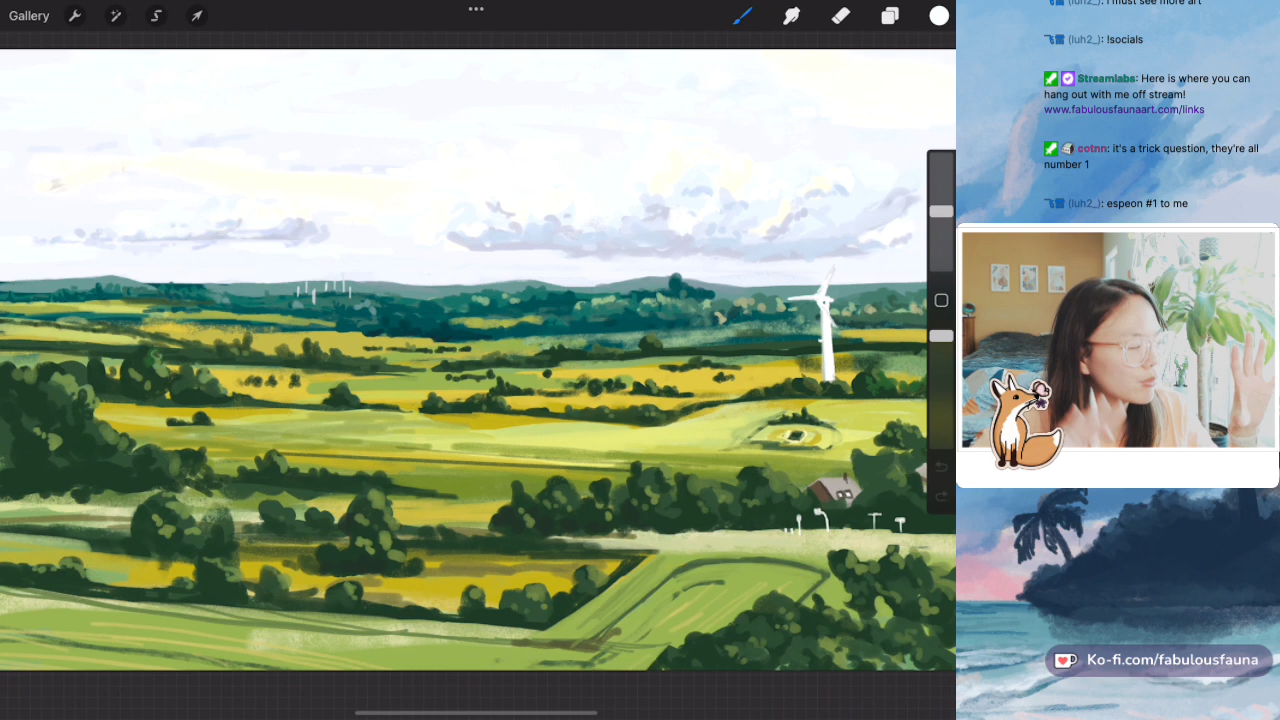 Gallery
(luh2_): i must see more art
(luh2_): !socials
Streamlabs: Here is where you can
hang out with me off stream!
www.fabulousfaunaart.com/links
cotnn: it's a trick question, they're all
number 1
(luh2_): espeon #1 to me
Ko-fi.com/fabulousfauna